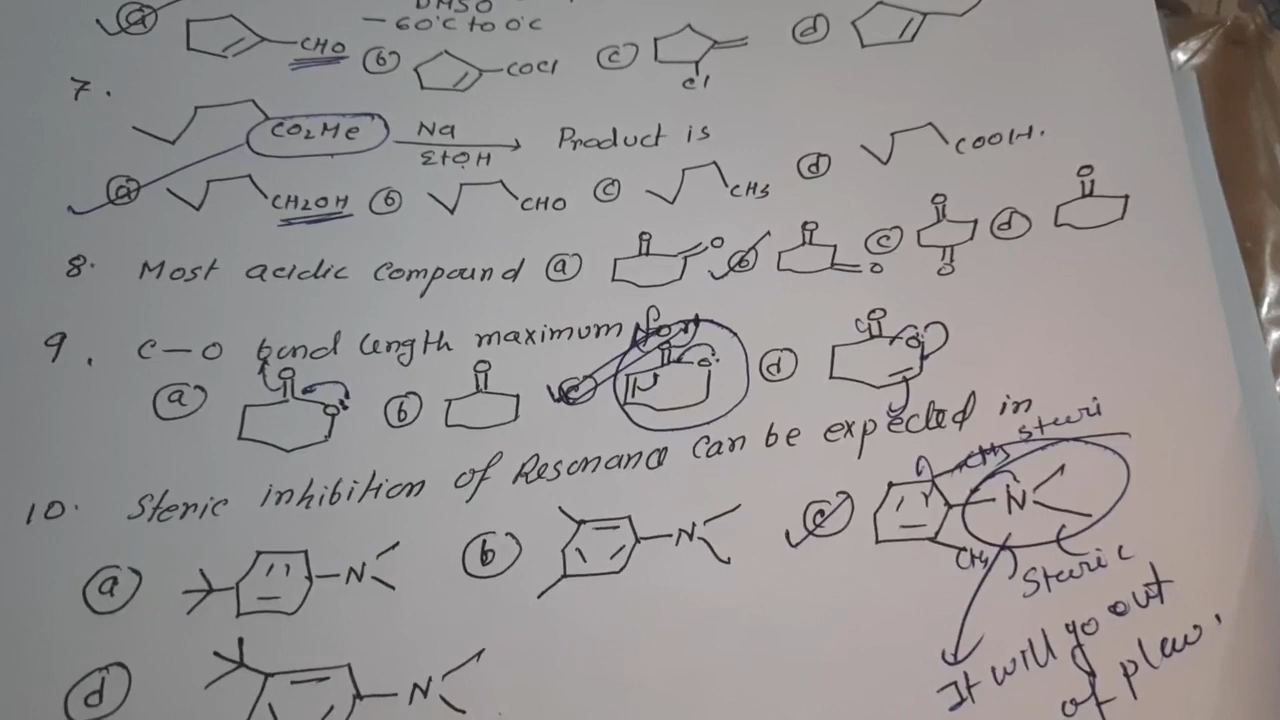 DMSO
-60°C to 0°C
(a) CHO (b) COCl (c) Cl (d)
7.
CO2Me Na EtOH Product is
(a) CH2OH (b) CHO (c) CH3 (d) COOH.
8. Most acidic compound (a) O O (b) O O (c) O O (d) O
9. C-O bond length maximum for
(a) O O (b) O (c) O O (d) O O
10. Steric inhibition of Resonance can be expected in
(a) N (b) N (c) CH3 N CH3
steric
It will go out
of plane.
(d) N